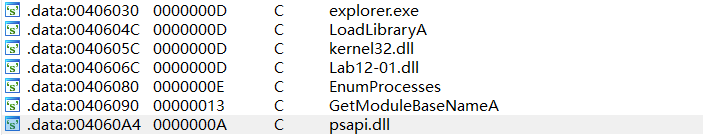 .data:00406030 0000000D C explorer.exe
.data:0040604C 0000000D C LoadLibraryA
.data:0040605C 0000000D C kernel32.dll
.data:0040606C 0000000D C Lab12-01.dll
.data:00406080 0000000E C EnumProcesses
.data:00406090 00000013 C GetModuleBaseNameA
.data:004060A4 0000000A C psapi.dll